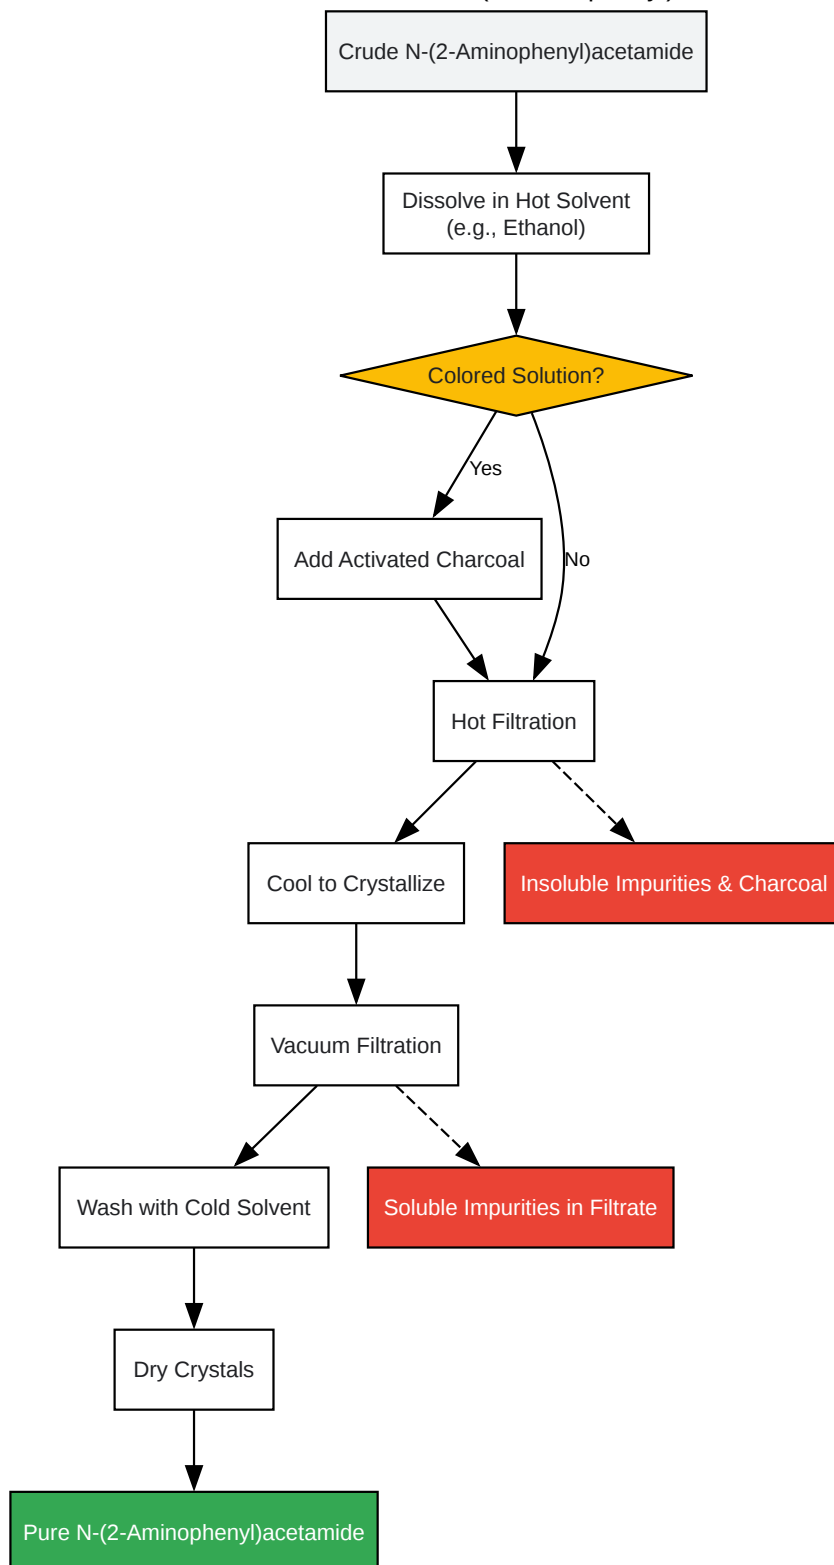 Crude N-(2-Aminophenyl)acetamide
Dissolve in Hot Solvent
(e.g., Ethanol)
Colored Solution?
Yes
Add Activated Charcoal
No
Hot Filtration
Cool to Crystallize
Insoluble Impurities & Charcoal
Vacuum Filtration
Wash with Cold Solvent
Soluble Impurities in Filtrate
Dry Crystals
Pure N-(2-Aminophenyl)acetamide